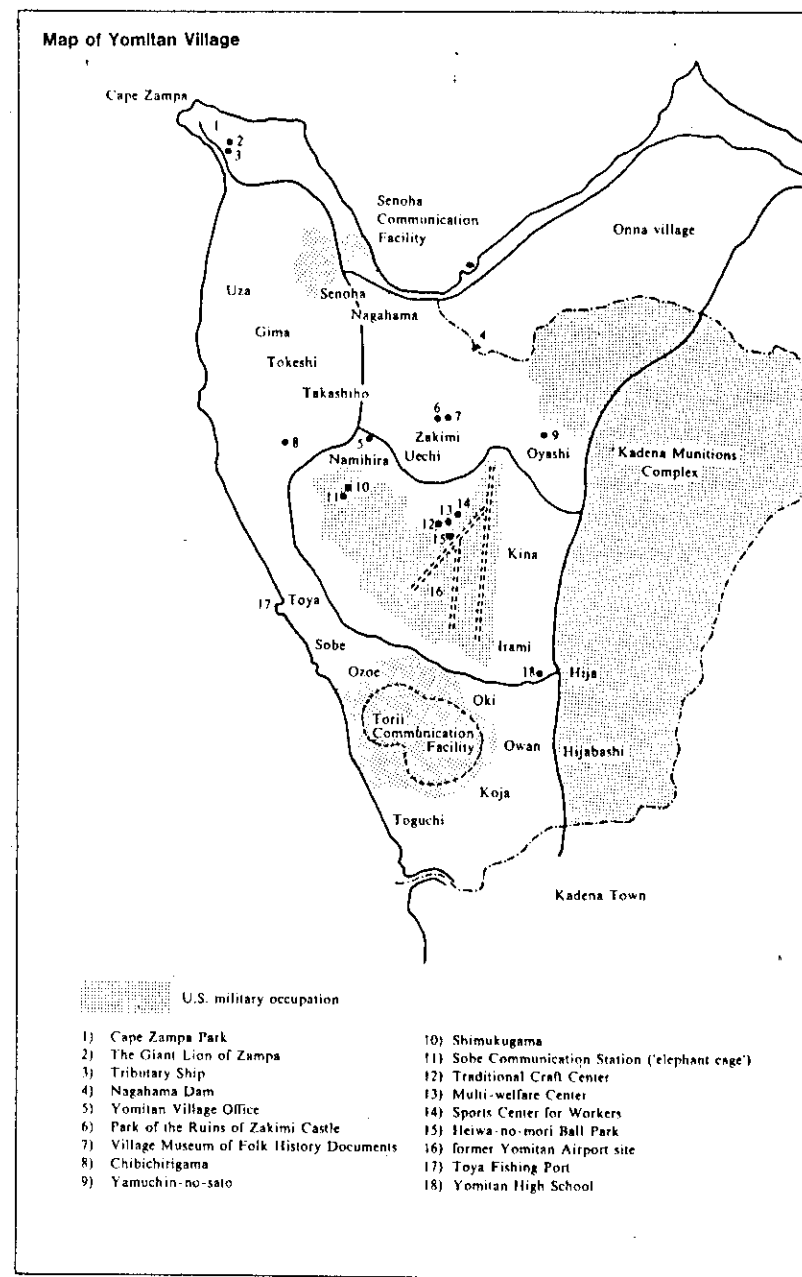 Map of Yomitan Village
Cape Zampa
1
2
3
Senoha
Communication
Facility
Onna village
Uza
Senoha
Nagahama
Gima
4
Tokeshi
Takashiho
6 7
8
5
Zakimi
9
Namihira
Uechi
Oyashi
Kadena Munitions
Complex
10
11
14
13
12
15
Kina
16
17
Toya
Sobe
Irami
Ozoe
18
Hija
Oki
Torii
Communication
Facility
Owan
Hijabashi
Koja
Toguchi
Kadena Town
U.S. military occupation
1) Cape Zampa Park
2) The Giant Lion of Zampa
3) Tributary Ship
4) Nagahama Dam
5) Yomitan Village Office
6) Park of the Ruins of Zakimi Castle
7) Village Museum of Folk History Documents
8) Chibichirigama
9) Yamuchin-no-sato
10) Shimukugama
11) Sobe Communication Station ('elephant cage')
12) Traditional Craft Center
13) Multi-welfare Center
14) Sports Center for Workers
15) Heiwa-no-mori Ball Park
16) former Yomitan Airport site
17) Toya Fishing Port
18) Yomitan High School